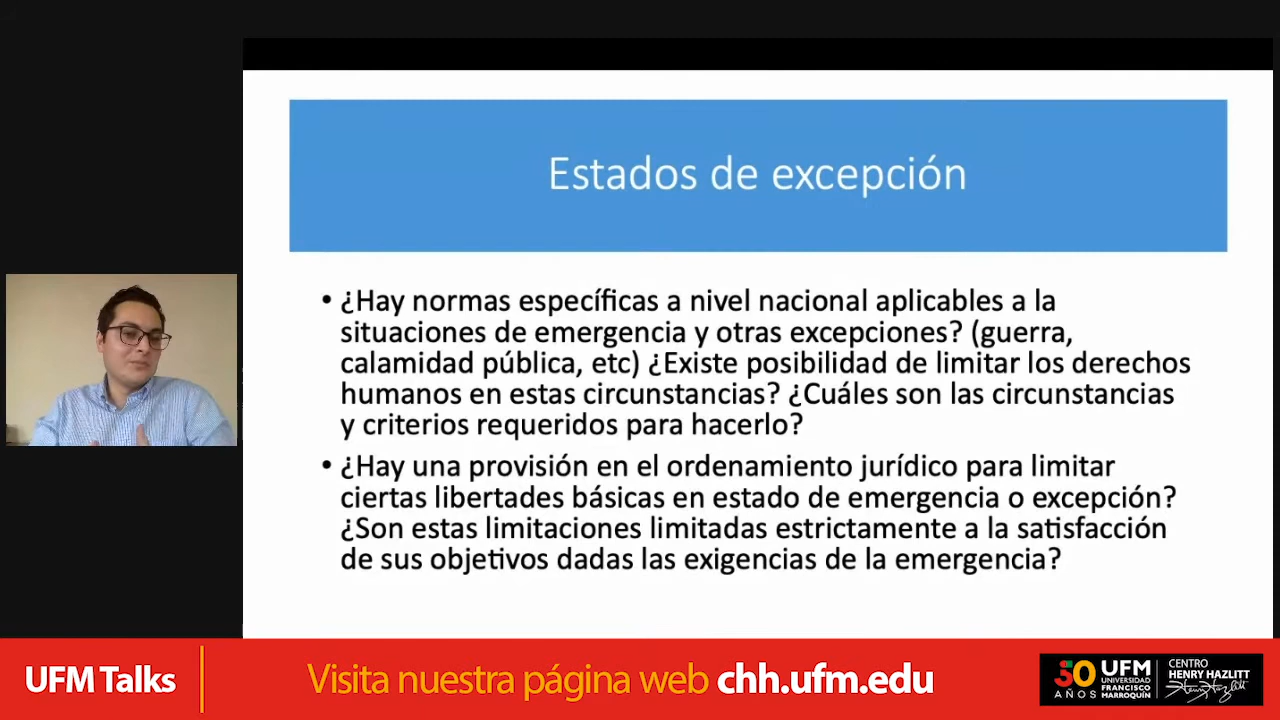 Estados de excepción
• ¿Hay normas específicas a nivel nacional aplicables a la
situaciones de emergencia y otras excepciones? (guerra,
calamidad pública, etc) ¿Existe posibilidad de limitar los derechos
humanos en estas circunstancias? ¿Cuáles son las circunstancias
y criterios requeridos para hacerlo?
• ¿Hay una provisión en el ordenamiento jurídico para limitar
ciertas libertades básicas en estado de emergencia o excepción?
¿Son estas limitaciones limitadas estrictamente a la satisfacción
de sus objetivos dadas las exigencias de la emergencia?
UFM Talks
Visita nuestra página web chh.ufm.edu
50
AÑOS
UFM
UNIVERSIDAD
FRANCISCO
MARROQUÍN
CENTRO
HENRY HAZLITT
Henry Hazlitt